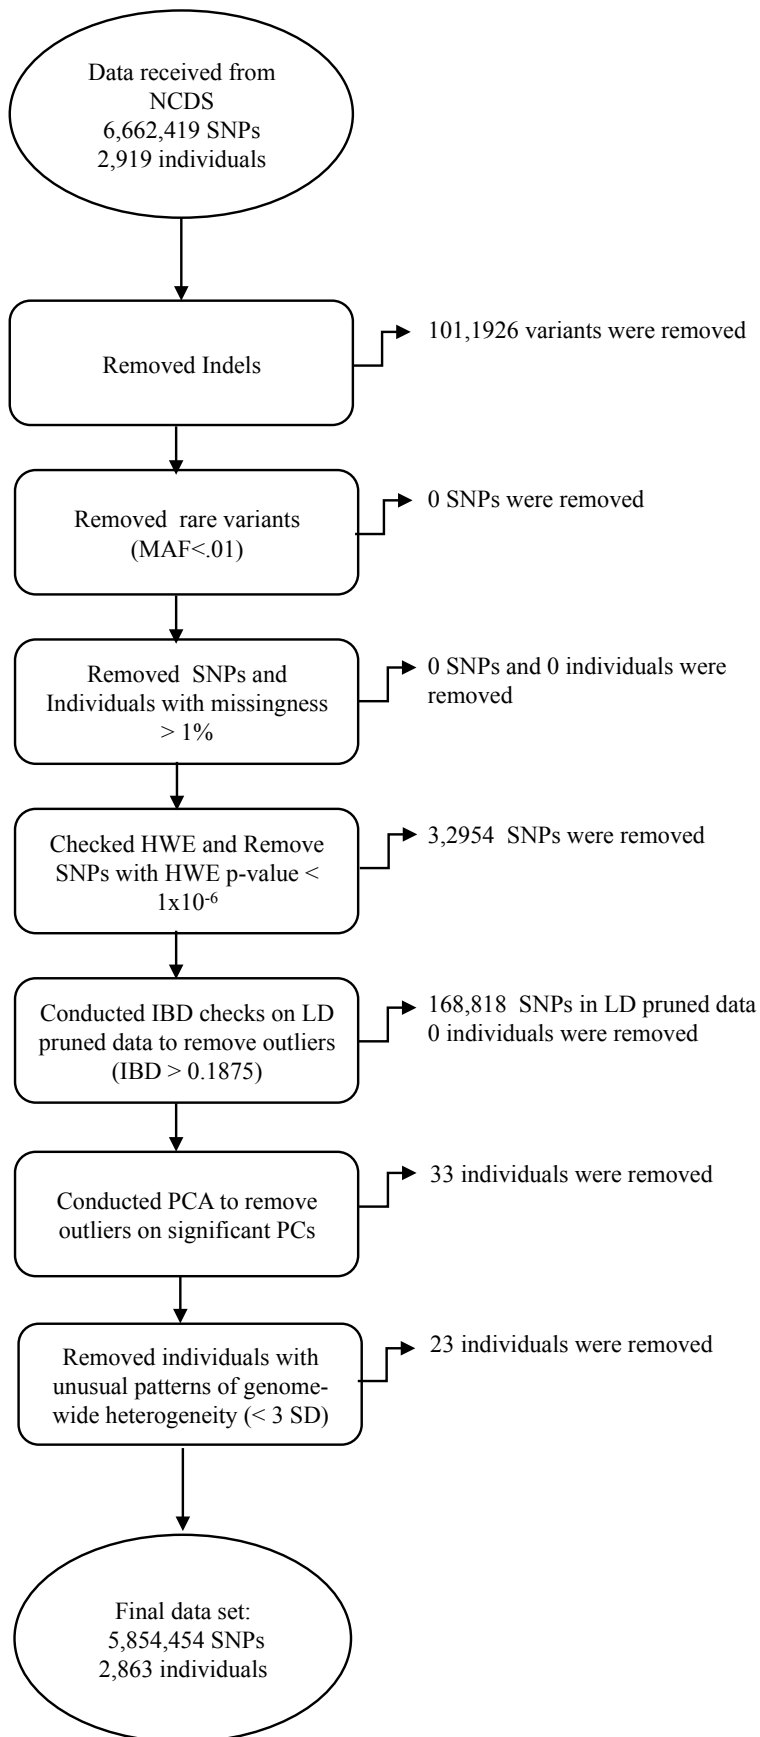 Data received from
NCDS
6,662,419 SNPs
2,919 individuals
Removed Indels
101,1926 variants were removed
Removed rare variants
(MAF<.01)
0 SNPs were removed
Removed SNPs and
Individuals with missingness
> 1%
0 SNPs and 0 individuals were
removed
Checked HWE and Remove
SNPs with HWE p-value <
1x10⁻⁶
3,2954 SNPs were removed
Conducted IBD checks on LD
pruned data to remove outliers
(IBD > 0.1875)
168,818 SNPs in LD pruned data
0 individuals were removed
Conducted PCA to remove
outliers on significant PCs
33 individuals were removed
Removed individuals with
unusual patterns of genome-
wide heterogeneity (< 3 SD)
23 individuals were removed
Final data set:
5,854,454 SNPs
2,863 individuals